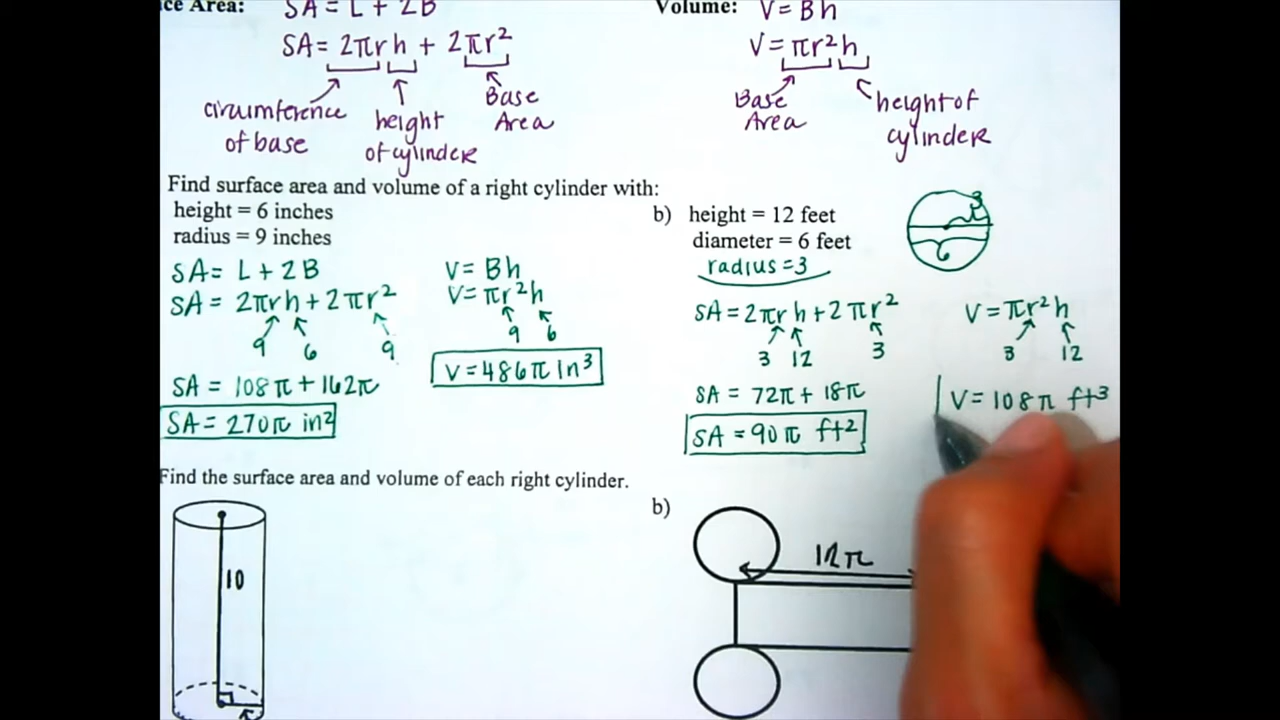 ce Area: SA = L + 2B
SA = 2πrh + 2πr²
circumference of base
height of cylinder
Base Area
Volume: V = Bh
V = πr²h
Base Area
height of cylinder
Find surface area and volume of a right cylinder with:
height = 6 inches
radius = 9 inches
SA = L + 2B
SA = 2πrh + 2πr²
9 6 9
SA = 108π + 162π
SA = 270π in²
V = Bh
V = πr²h
9 6
V = 486π in³
b) height = 12 feet
diameter = 6 feet
radius = 3
3
6
SA = 2πrh + 2πr²
3 12 3
SA = 72π + 18π
SA = 90π ft²
V = πr²h
3 12
V = 108π ft³
Find the surface area and volume of each right cylinder.
10
b)
12π